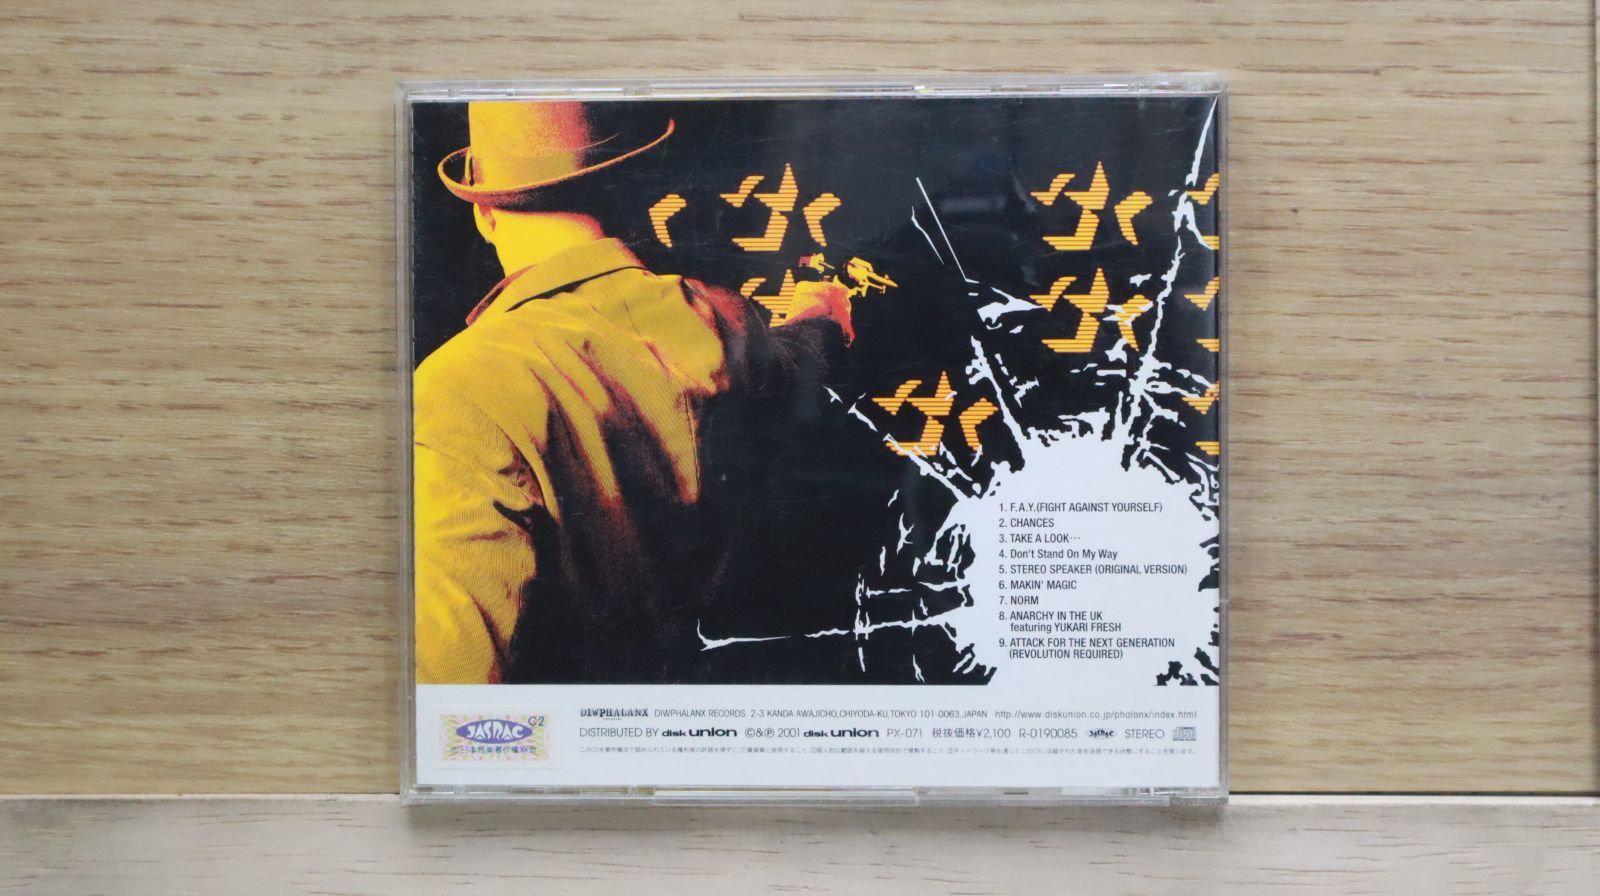 1. F.A.Y.(FIGHT AGAINST YOURSELF)
2. CHANCES
3. TAKE A LOOK…
4. Don't Stand On My Way
5. STEREO SPEAKER (ORIGINAL VERSION)
6. MAKIN' MAGIC
7. NORM
8. ANARCHY IN THE UK
featuring YUKARI FRESH
9. ATTACK FOR THE NEXT GENERATION
(REVOLUTION REQUIRED)
JASRAC C2
DIWPHALANX DIWPHALANX RECORDS 2-3 KANDA AWAJICHO,CHIYODA-KU,TOKYO 101-0063,JAPAN http://www.diskunion.co.jp/phalanx/index.html
DISTRIBUTED BY disk union ©&℗ 2001 disk union PX-071 税抜価格¥2,100 R-0190085 JASRAC STEREO